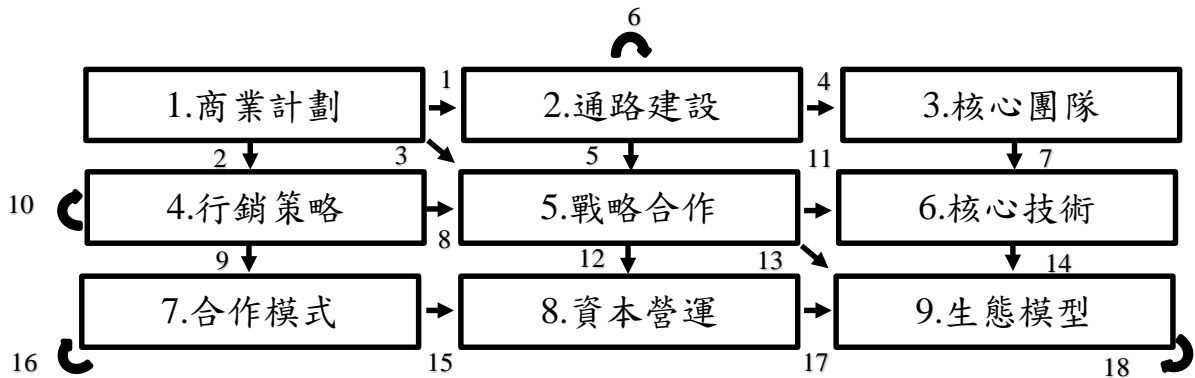 6
1
4
1.商業計劃
2.通路建設
3.核心團隊
2
3
5
11
7
10
4.行銷策略
5.戰略合作
6.核心技術
8
9
12
13
14
7.合作模式
8.資本營運
9.生態模型
16
15
17
18